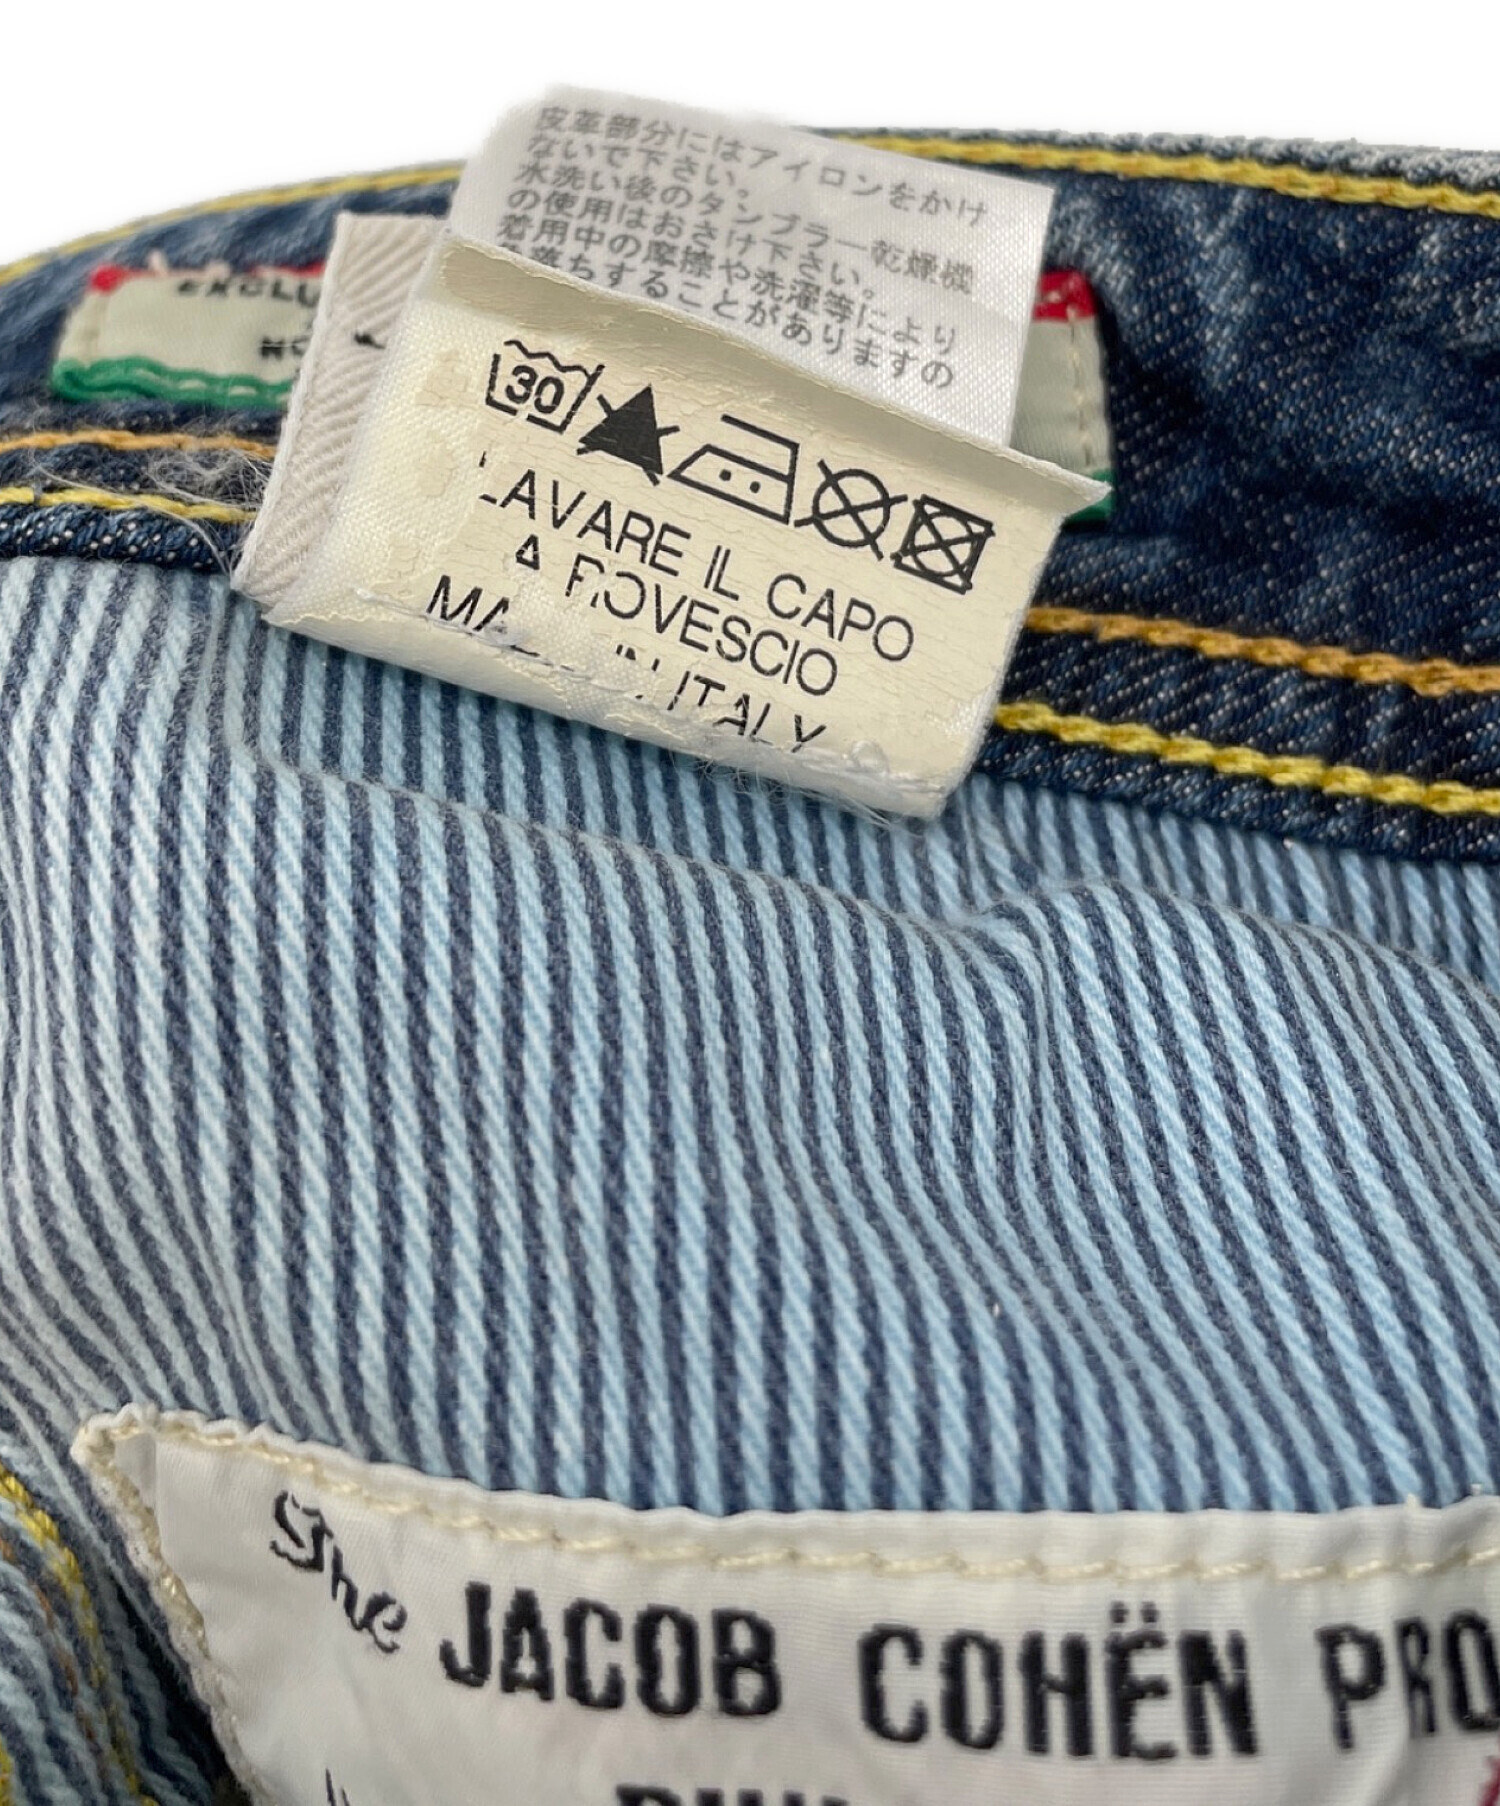 皮革部分にはアイロンをかけ
ないで下さい。
水洗い後のタンブラー乾燥機
の使用はおさけ下さい。
着用中の摩擦や洗濯等により
落ちすることがありますの
EXCLU
30
LAVARE IL CAPO
A ROVESCIO
MADE IN ITALY
The JACOB COHËN PRO